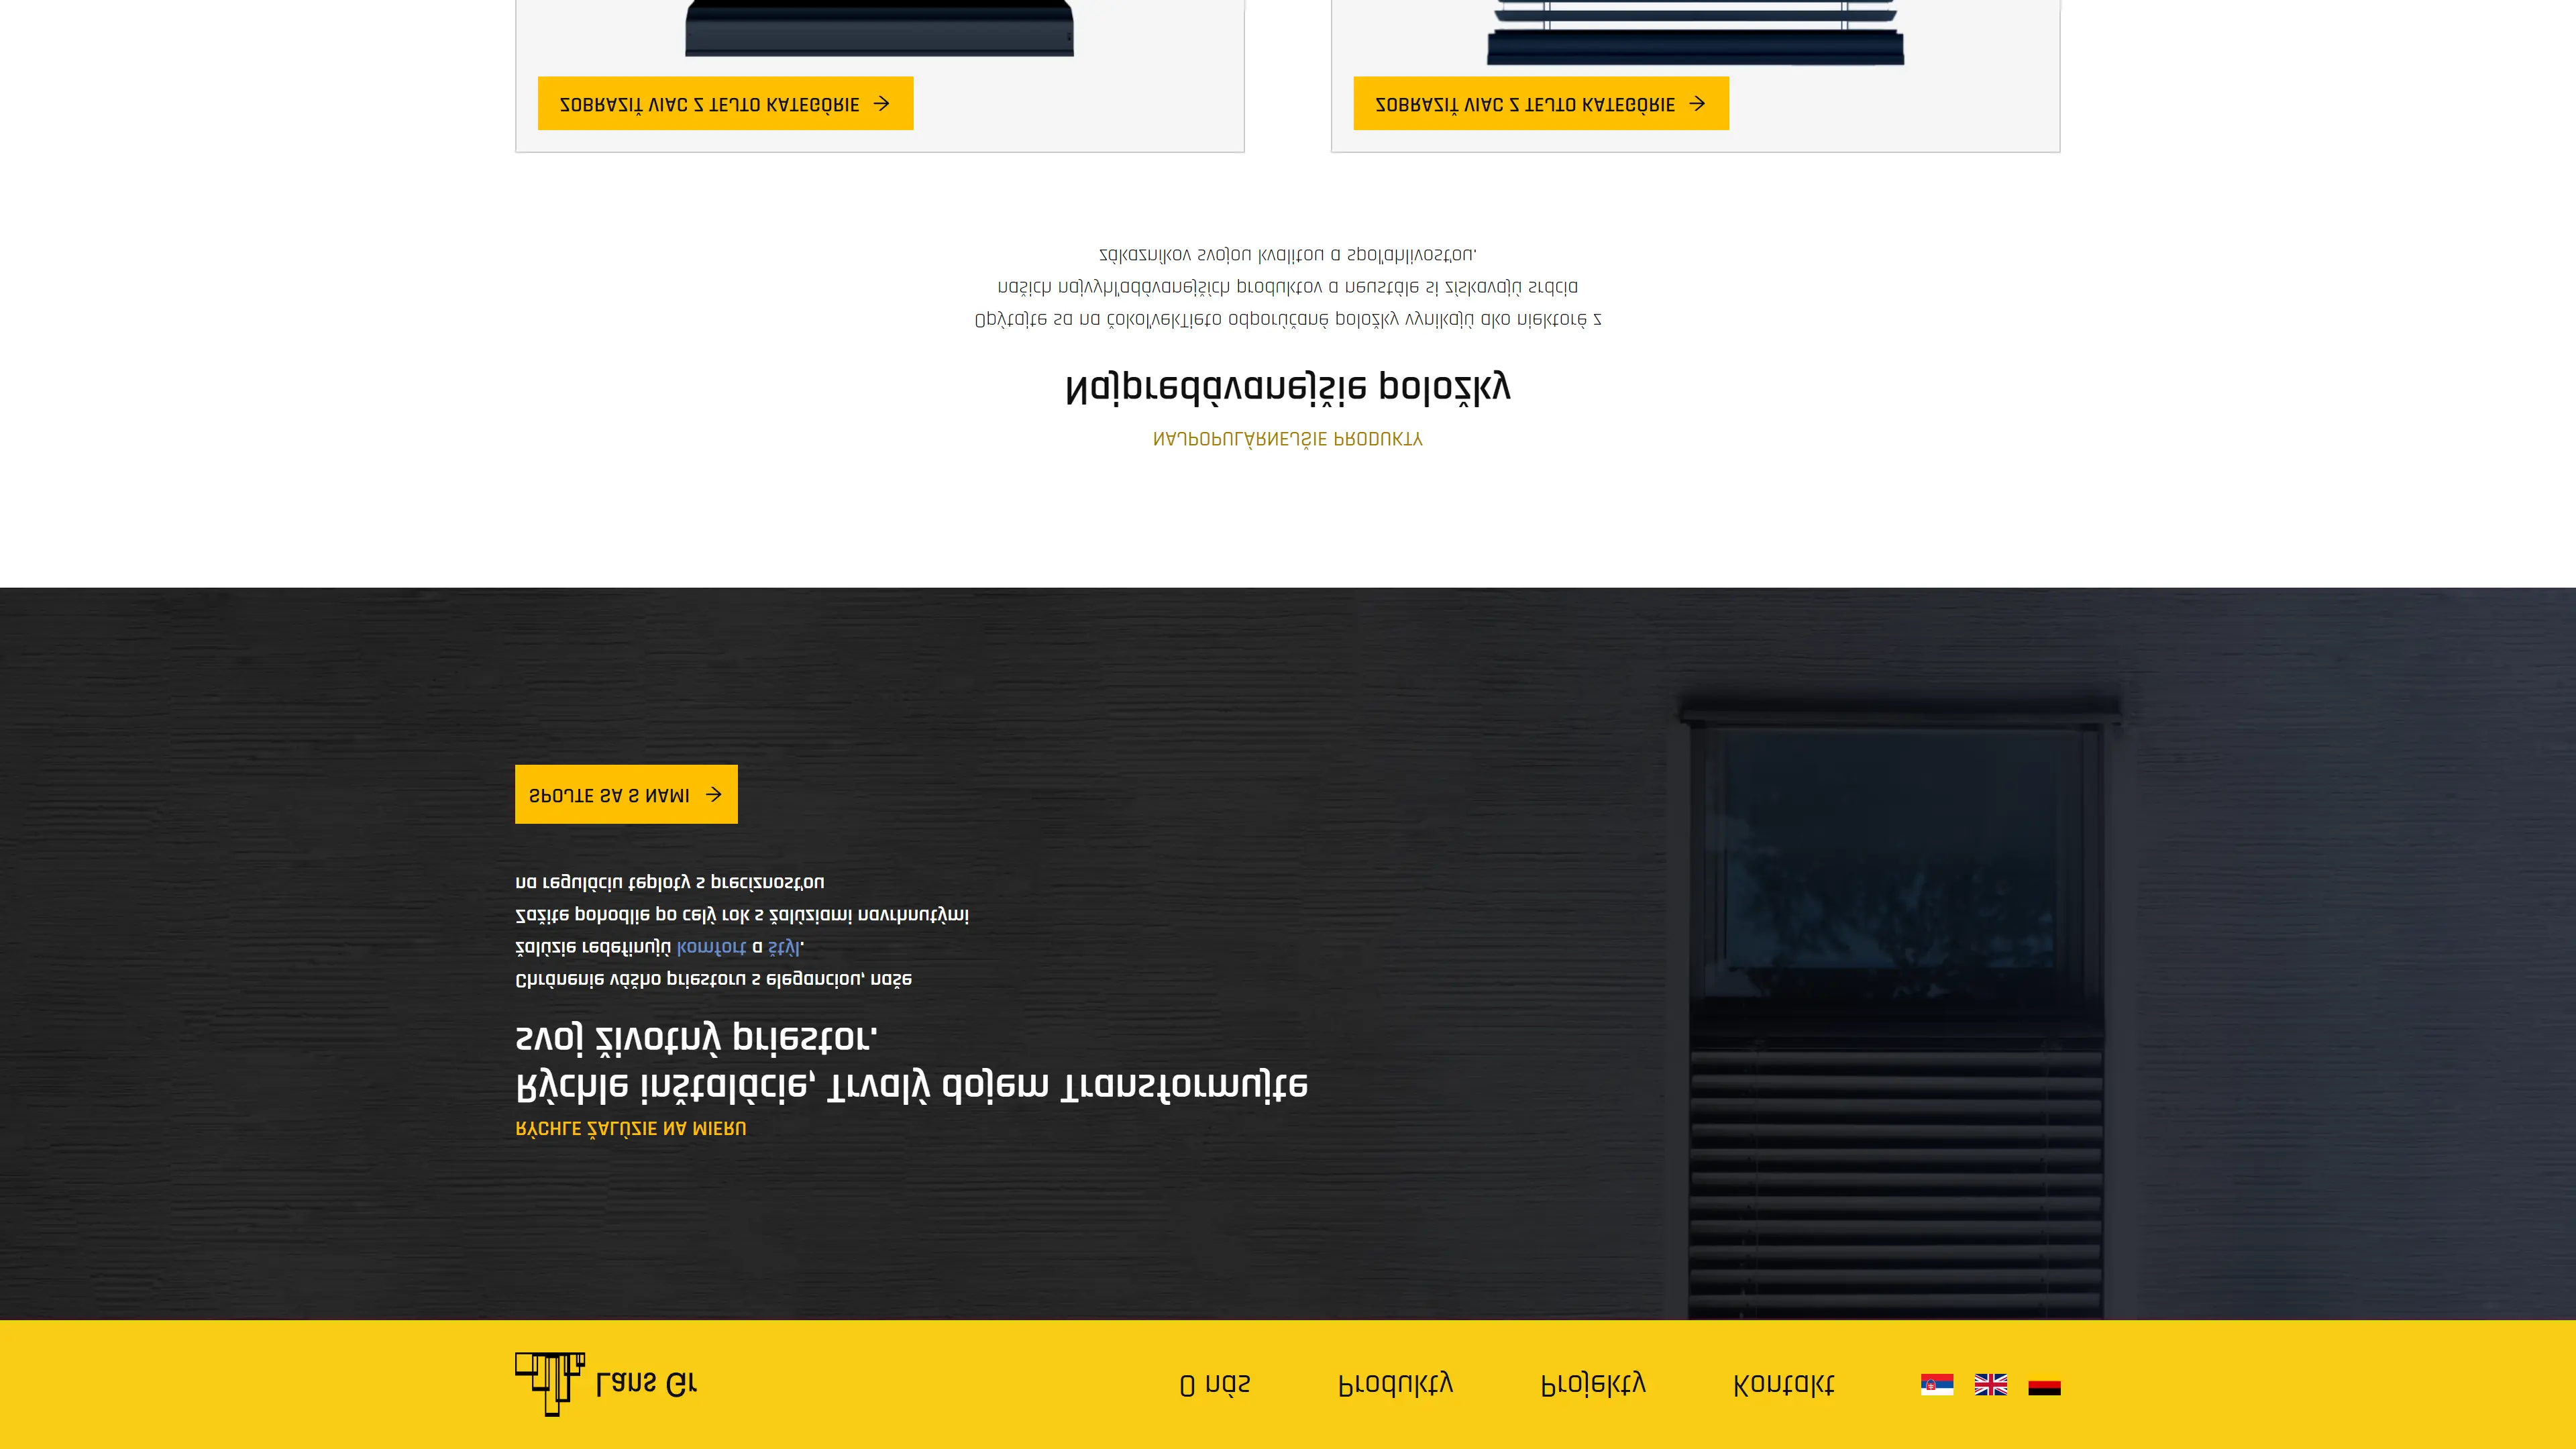 Lans Gr
O nás
Produkty
Projekty
Kontakt
RÝCHLE ŽALÚZIE NA MIERU
Rýchle inštalácie, Trvalý dojem Transformujte
svoj životný priestor.
Chránenie vášho priestoru s eleganciou, naše
žalúzie redefinujú komfort a štýl.
Zažite pohodlie po celý rok s žalúziami navrhnutými
na reguláciu teploty s precíznosťou
SPOJTE SA S NAMI
NAJPOPULÁRNEJŠIE PRODUKTY
Najpredávanejšie položky
Opýtajte sa na čokoľvekTieto odporúčané položky vynikajú ako niektoré z
našich najvyhľadávanejších produktov a neustále si získavajú srdcia
zákazníkov svojou kvalitou a spoľahlivosťou.
ZOBRAZIŤ VIAC Z TEJTO KATEGÓRIE
ZOBRAZIŤ VIAC Z TEJTO KATEGÓRIE